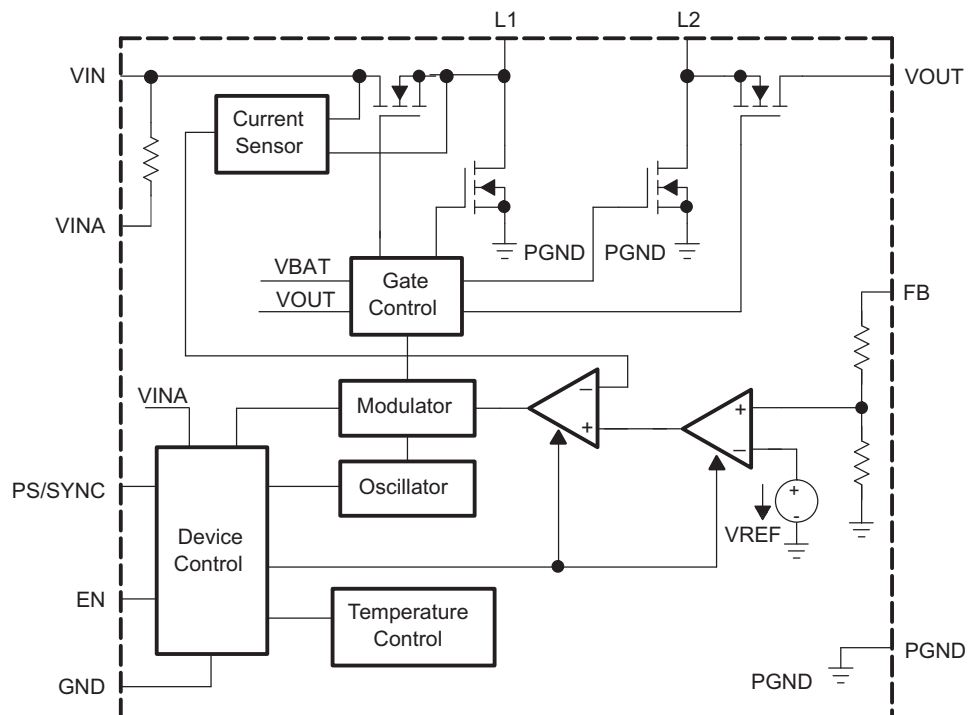 L1
L2
VIN
VOUT
Current
Sensor
VINA
PGND
PGND
VBAT
VOUT
Gate
Control
FB
VINA
Modulator
−
+
+
−
PS/SYNC
Oscillator
Device
Control
VREF
+
-
EN
Temperature
Control
GND
PGND
PGND